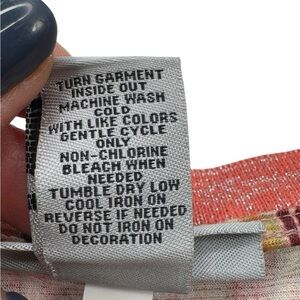 TURN GARMENT
INSIDE OUT
MACHINE WASH
COLD
WITH LIKE COLORS
GENTLE CYCLE
ONLY
NON-CHLORINE
BLEACH WHEN
NEEDED
TUMBLE DRY LOW
COOL IRON ON
REVERSE IF NEEDED
DO NOT IRON ON
DECORATION